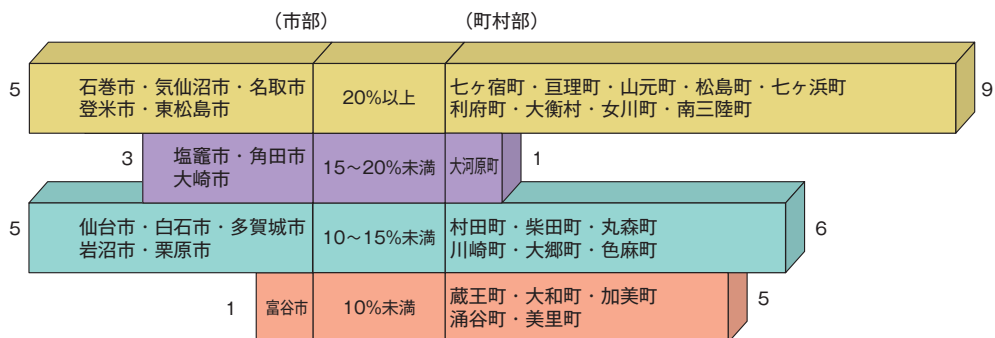 （市部）
（町村部）
5
石巻市・気仙沼市・名取市
登米市・東松島市
20%以上
七ヶ宿町・亘理町・山元町・松島町・七ヶ浜町
利府町・大衡村・女川町・南三陸町
9
3
塩竈市・角田市
大崎市
15～20%未満
大河原町
1
5
仙台市・白石市・多賀城市
岩沼市・栗原市
10～15%未満
村田町・柴田町・丸森町
川崎町・大郷町・色麻町
6
1
富谷市
10%未満
蔵王町・大和町・加美町
涌谷町・美里町
5